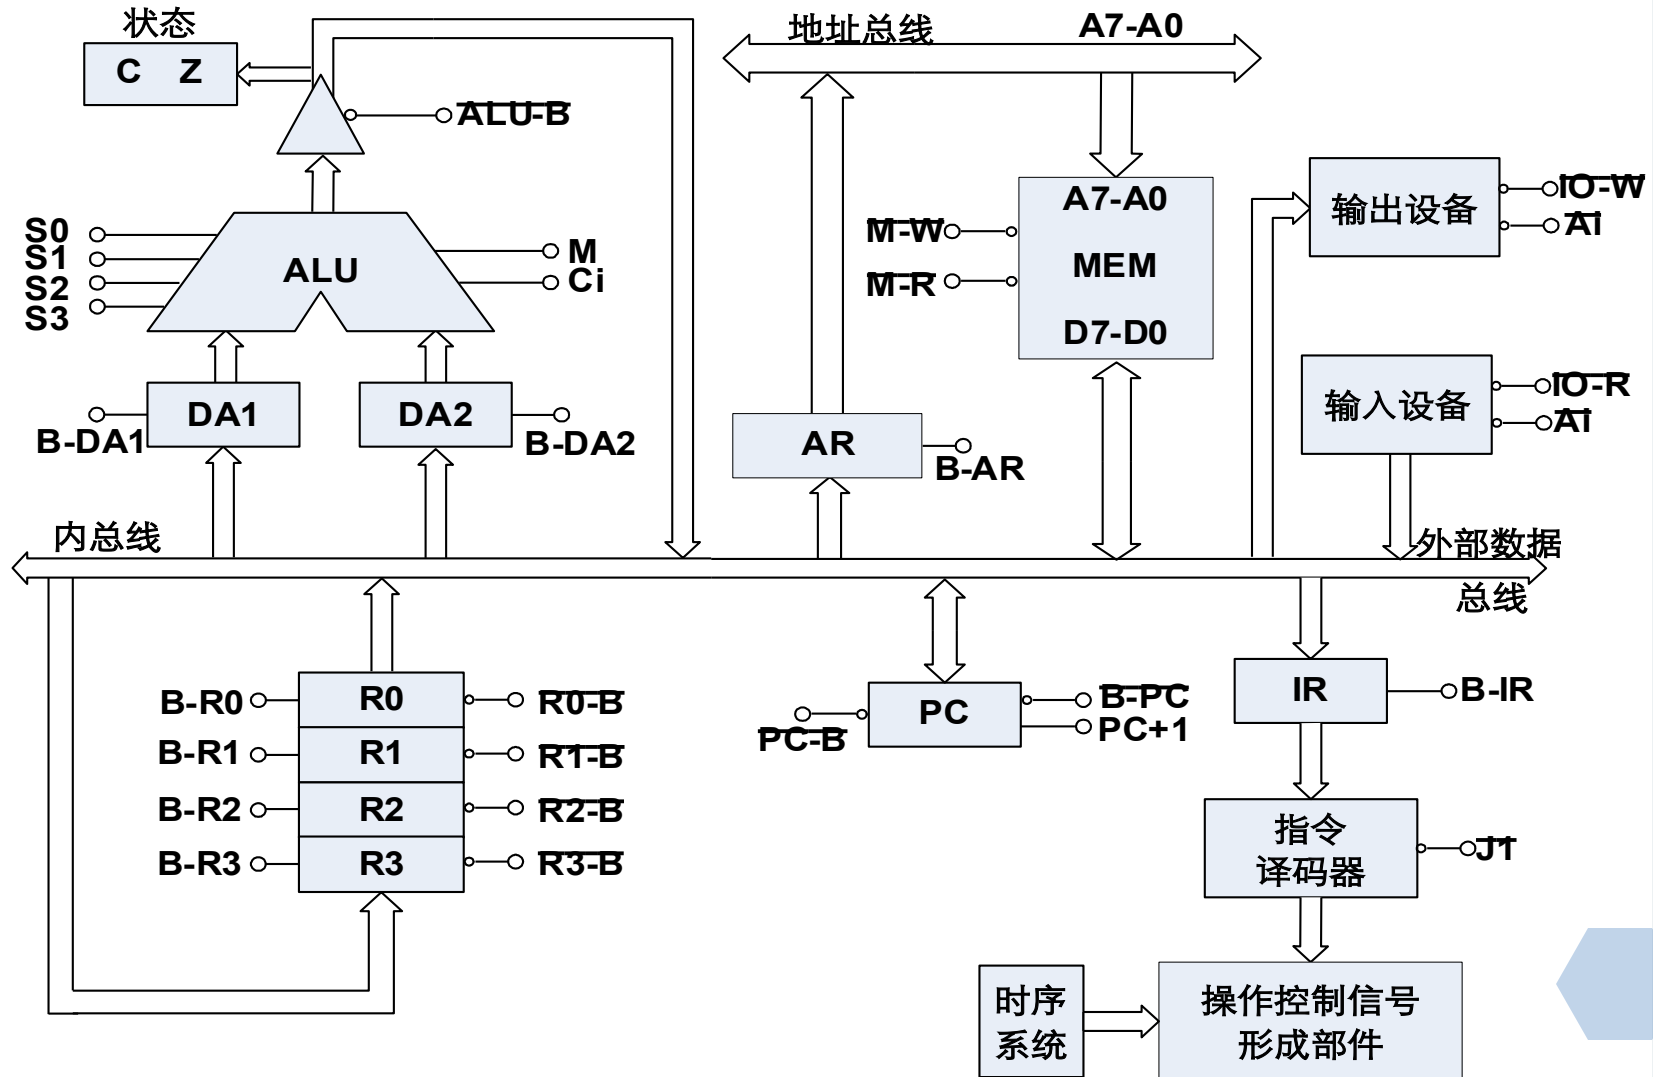 状态
C Z
ALU-B
S0
S1
S2
S3
ALU
M
Ci
DA1
B-DA1
DA2
B-DA2
地址总线
A7-A0
A7-A0
MEM
D7-D0
M-W
M-R
AR
B-AR
输出设备
IO-W
AI
输入设备
IO-R
AI
内总线
外部数据
总线
B-R0
R0
R0-B
B-R1
R1
R1-B
B-R2
R2
R2-B
B-R3
R3
R3-B
PC-B
PC
B-PC
PC+1
IR
B-IR
指令
译码器
J1
时序
系统
操作控制信号
形成部件